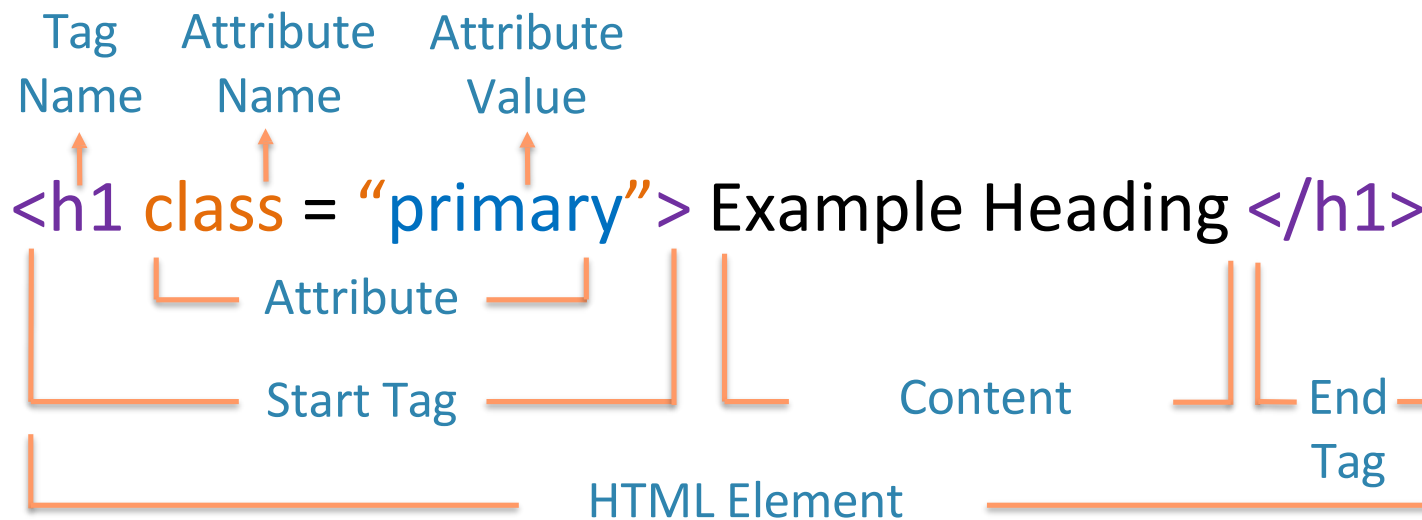 Tag Attribute Attribute
Name Name Value
<h1 class = “primary”> Example Heading </h1>
Attribute
Start Tag Content End
Tag
HTML Element